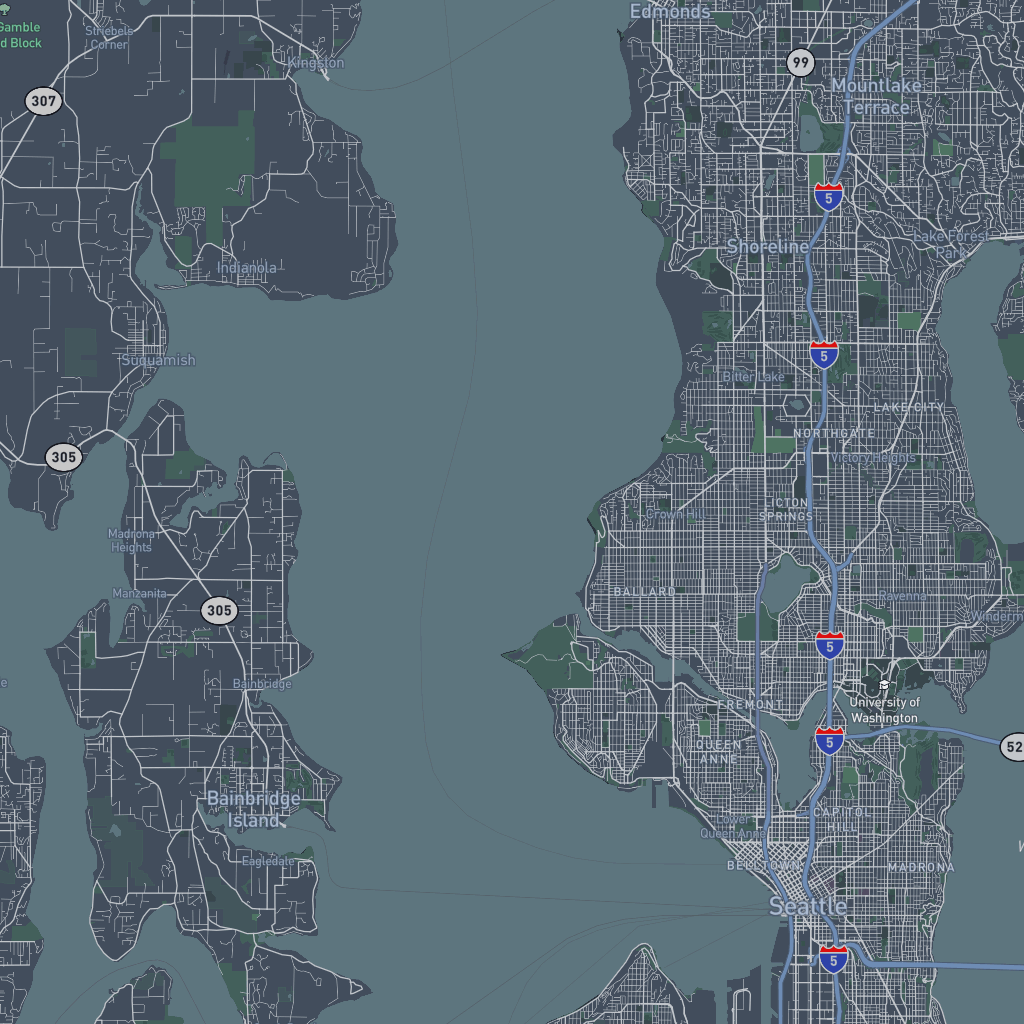 Edmonds
Gamble
d Block
Striebels
Corner
Kingston
99
Mountlake
Terrace
307
5
Lake Forest
Park
Shoreline
Indianola
5
Suquamish
Bitter Lake
LAKE CITY
NORTHGATE
305
Victory Heights
ICTON
SPRINGS
Crown Hill
Madrona
Heights
Manzanita
BALLARD
Ravenna
305
Winderm
5
Bainbridge
University of
Washington
FREMONT
5
52
QUEEN
ANNE
Bainbridge
Island
CAPITOL
HILL
Lower
Queen Anne
Eagledale
BELLTOWN
MADRONA
Seattle
5